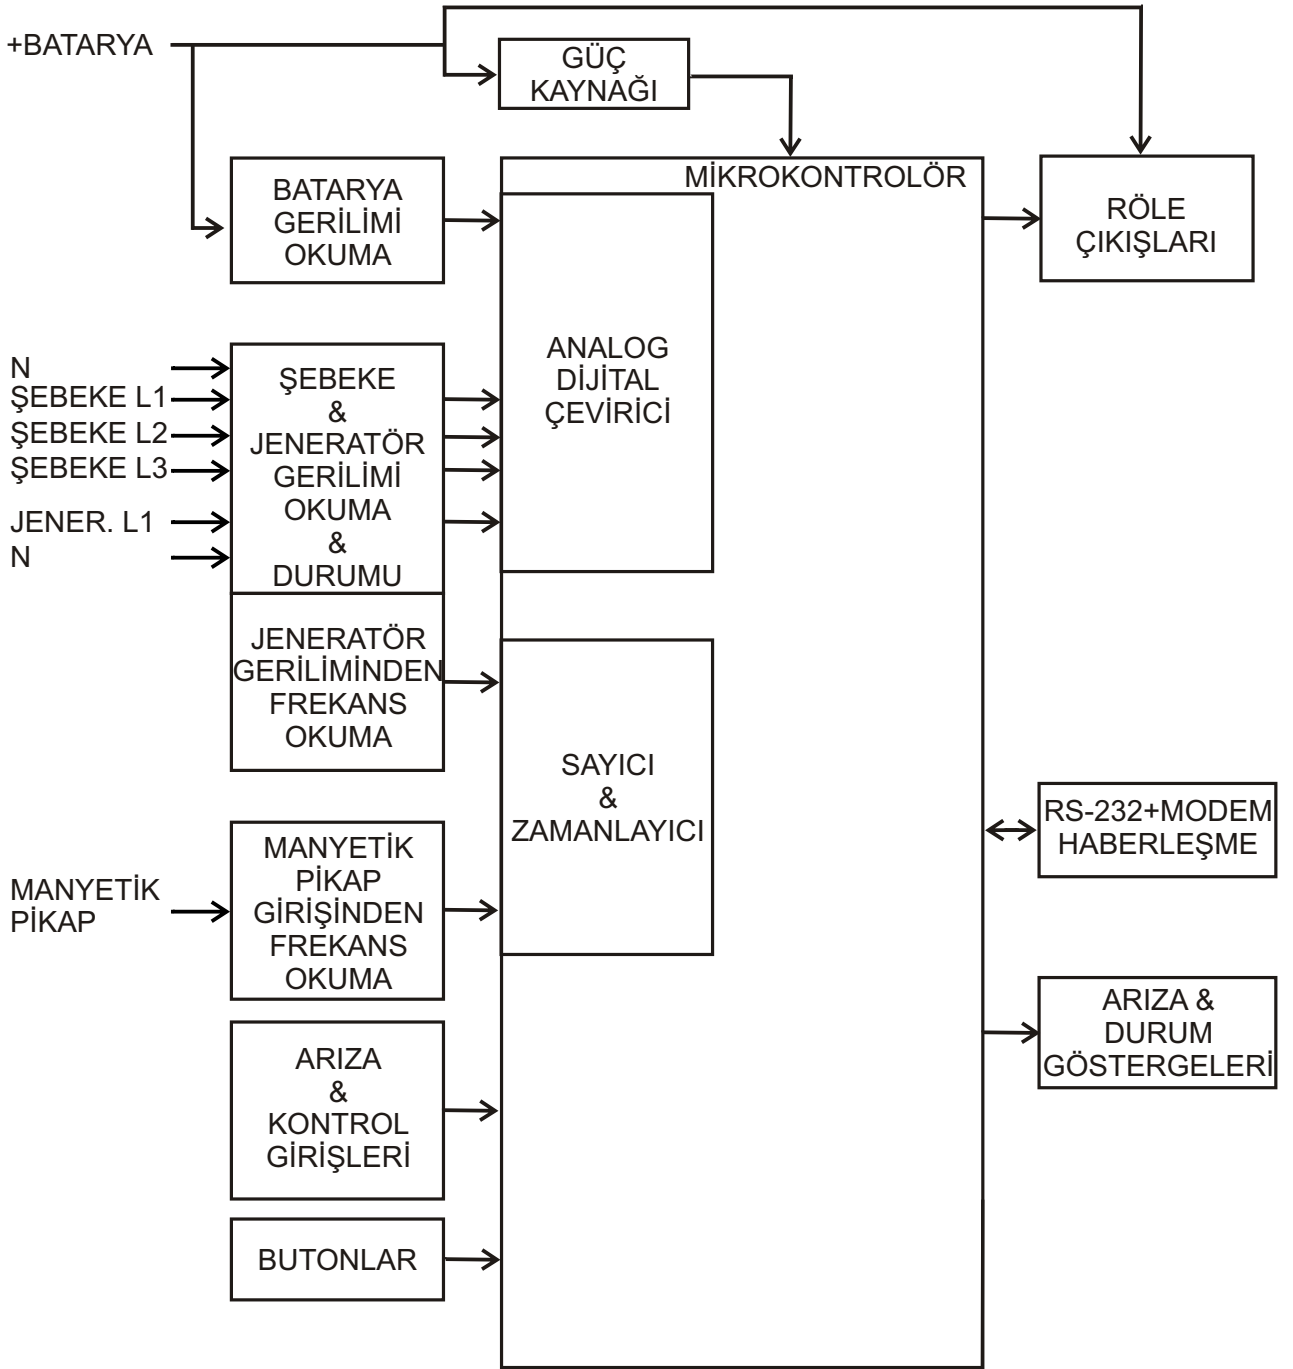 +BATARYA
GÜÇ
KAYNAĞI
MİKROKONTROLÖR
BATARYA
GERİLİMİ
OKUMA
RÖLE
ÇIKIŞLARI
N
ŞEBEKE L1
ŞEBEKE L2
ŞEBEKE L3
JENER. L1
N
ŞEBEKE
&
JENERATÖR
GERİLİMİ
OKUMA
&
DURUMU
ANALOG
DİJİTAL
ÇEVİRİCİ
JENERATÖR
GERİLİMİNDEN
FREKANS
OKUMA
SAYICI
&
ZAMANLAYICI
RS-232+MODEM
HABERLEŞME
MANYETİK
PİKAP
MANYETİK
PİKAP
GİRİŞİNDEN
FREKANS
OKUMA
ARIZA &
DURUM
GÖSTERGELERİ
ARIZA
&
KONTROL
GİRİŞLERİ
BUTONLAR